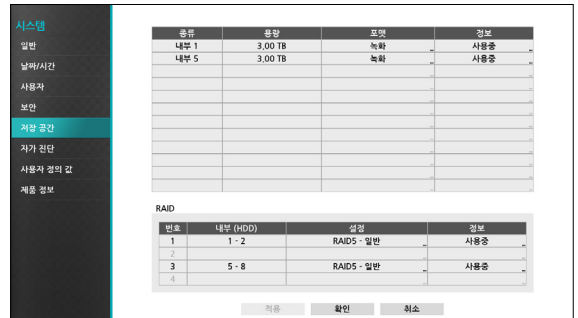 시스템
일반
날짜/시간
사용자
보안
저장 공간
자가 진단
사용자 정의 값
제품 정보
종류 용량 포맷 정보
내부 1 3,00 TB 녹화 사용중
내부 5 3,00 TB 녹화 사용중
RAID
번호 내부 (HDD) 설정 정보
1 1 - 2 RAID5 - 일반 사용중
2
3 5 - 8 RAID5 - 일반 사용중
4
적용 확인 취소